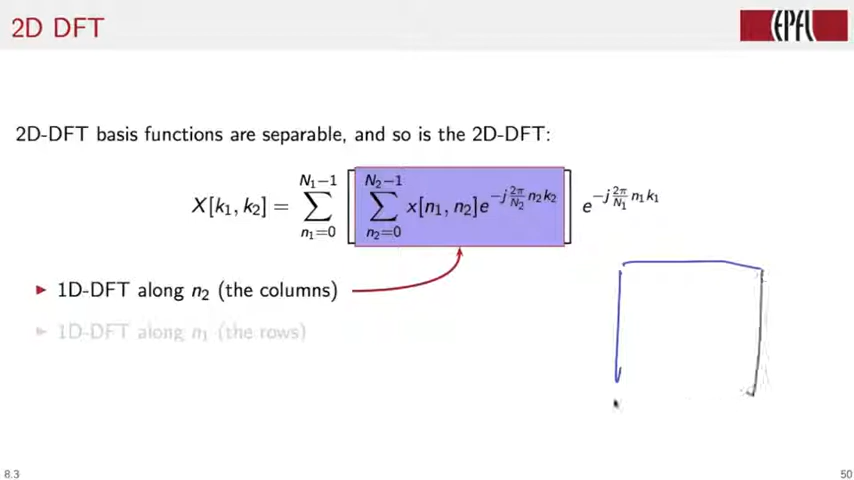 2D DFT
EPFL
2D-DFT basis functions are separable, and so is the 2D-DFT:
X[k₁, k₂] = ∑_{n₁=0}^{N₁−1} [ ∑_{n₂=0}^{N₂−1} x[n₁, n₂]e^{−j\frac{2π}{N₂}n₂k₂} ] e^{−j\frac{2π}{N₁}n₁k₁}
▶ 1D-DFT along n₂ (the columns)
▶ 1D-DFT along n₁ (the rows)
8.3
50